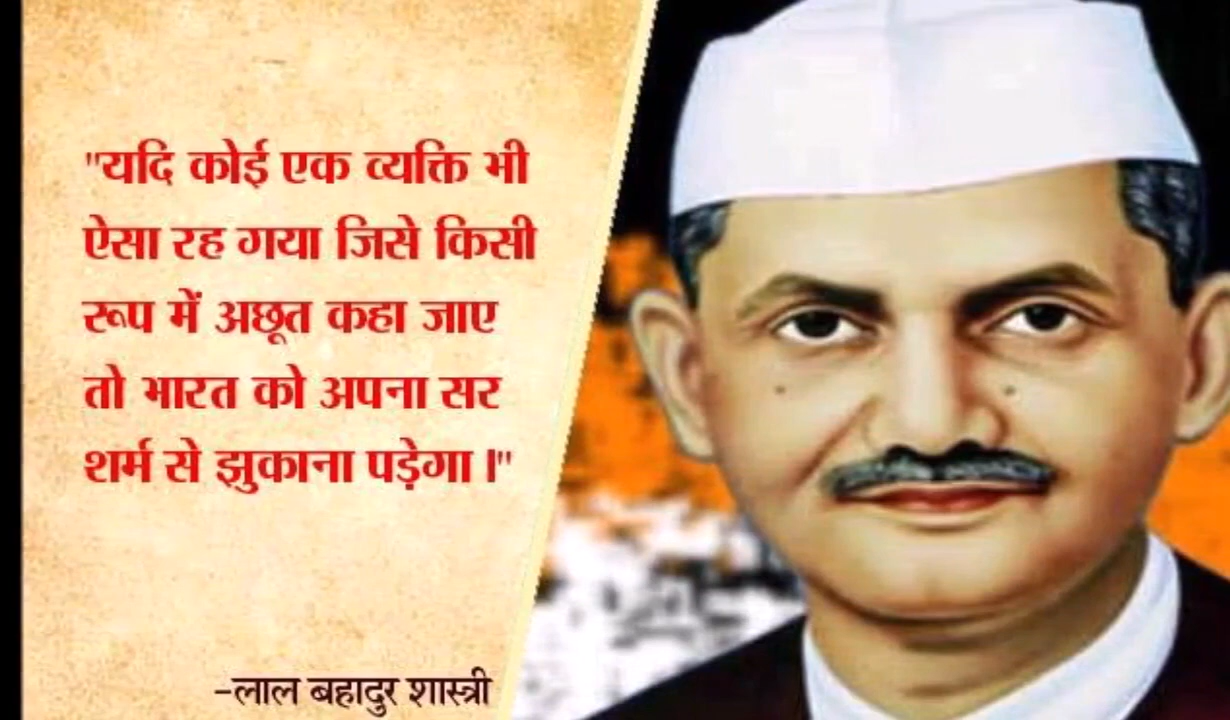 "यदि कोई एक व्यक्ति भी
ऐसा रह गया जिसे किसी
रूप में अछूत कहा जाए
तो भारत को अपना सर
शर्म से झुकाना पड़ेगा।"
-लाल बहादुर शास्त्री